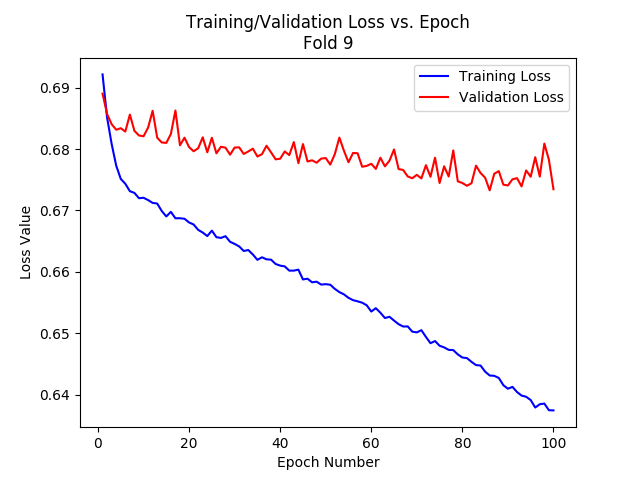 Training/Validation Loss vs. Epoch
Fold 9
Training Loss
Validation Loss
0.69
0.68
0.67
0.66
0.65
0.64
Loss Value
0
20
40
60
80
100
Epoch Number